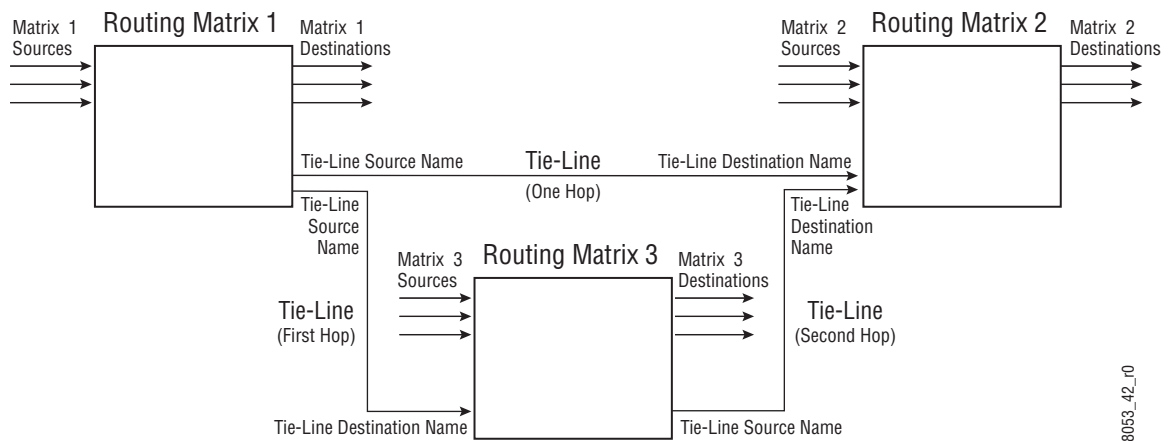 Routing Matrix 1
Matrix 1
Sources
Matrix 1
Destinations
Routing Matrix 2
Matrix 2
Sources
Matrix 2
Destinations
Tie-Line Source Name
Tie-Line
(One Hop)
Tie-Line Destination Name
Tie-Line
Source
Name
Tie-Line
Destination
Name
Routing Matrix 3
Matrix 3
Sources
Matrix 3
Destinations
Tie-Line
(First Hop)
Tie-Line
(Second Hop)
Tie-Line Destination Name
Tie-Line Source Name
8053_42_r0